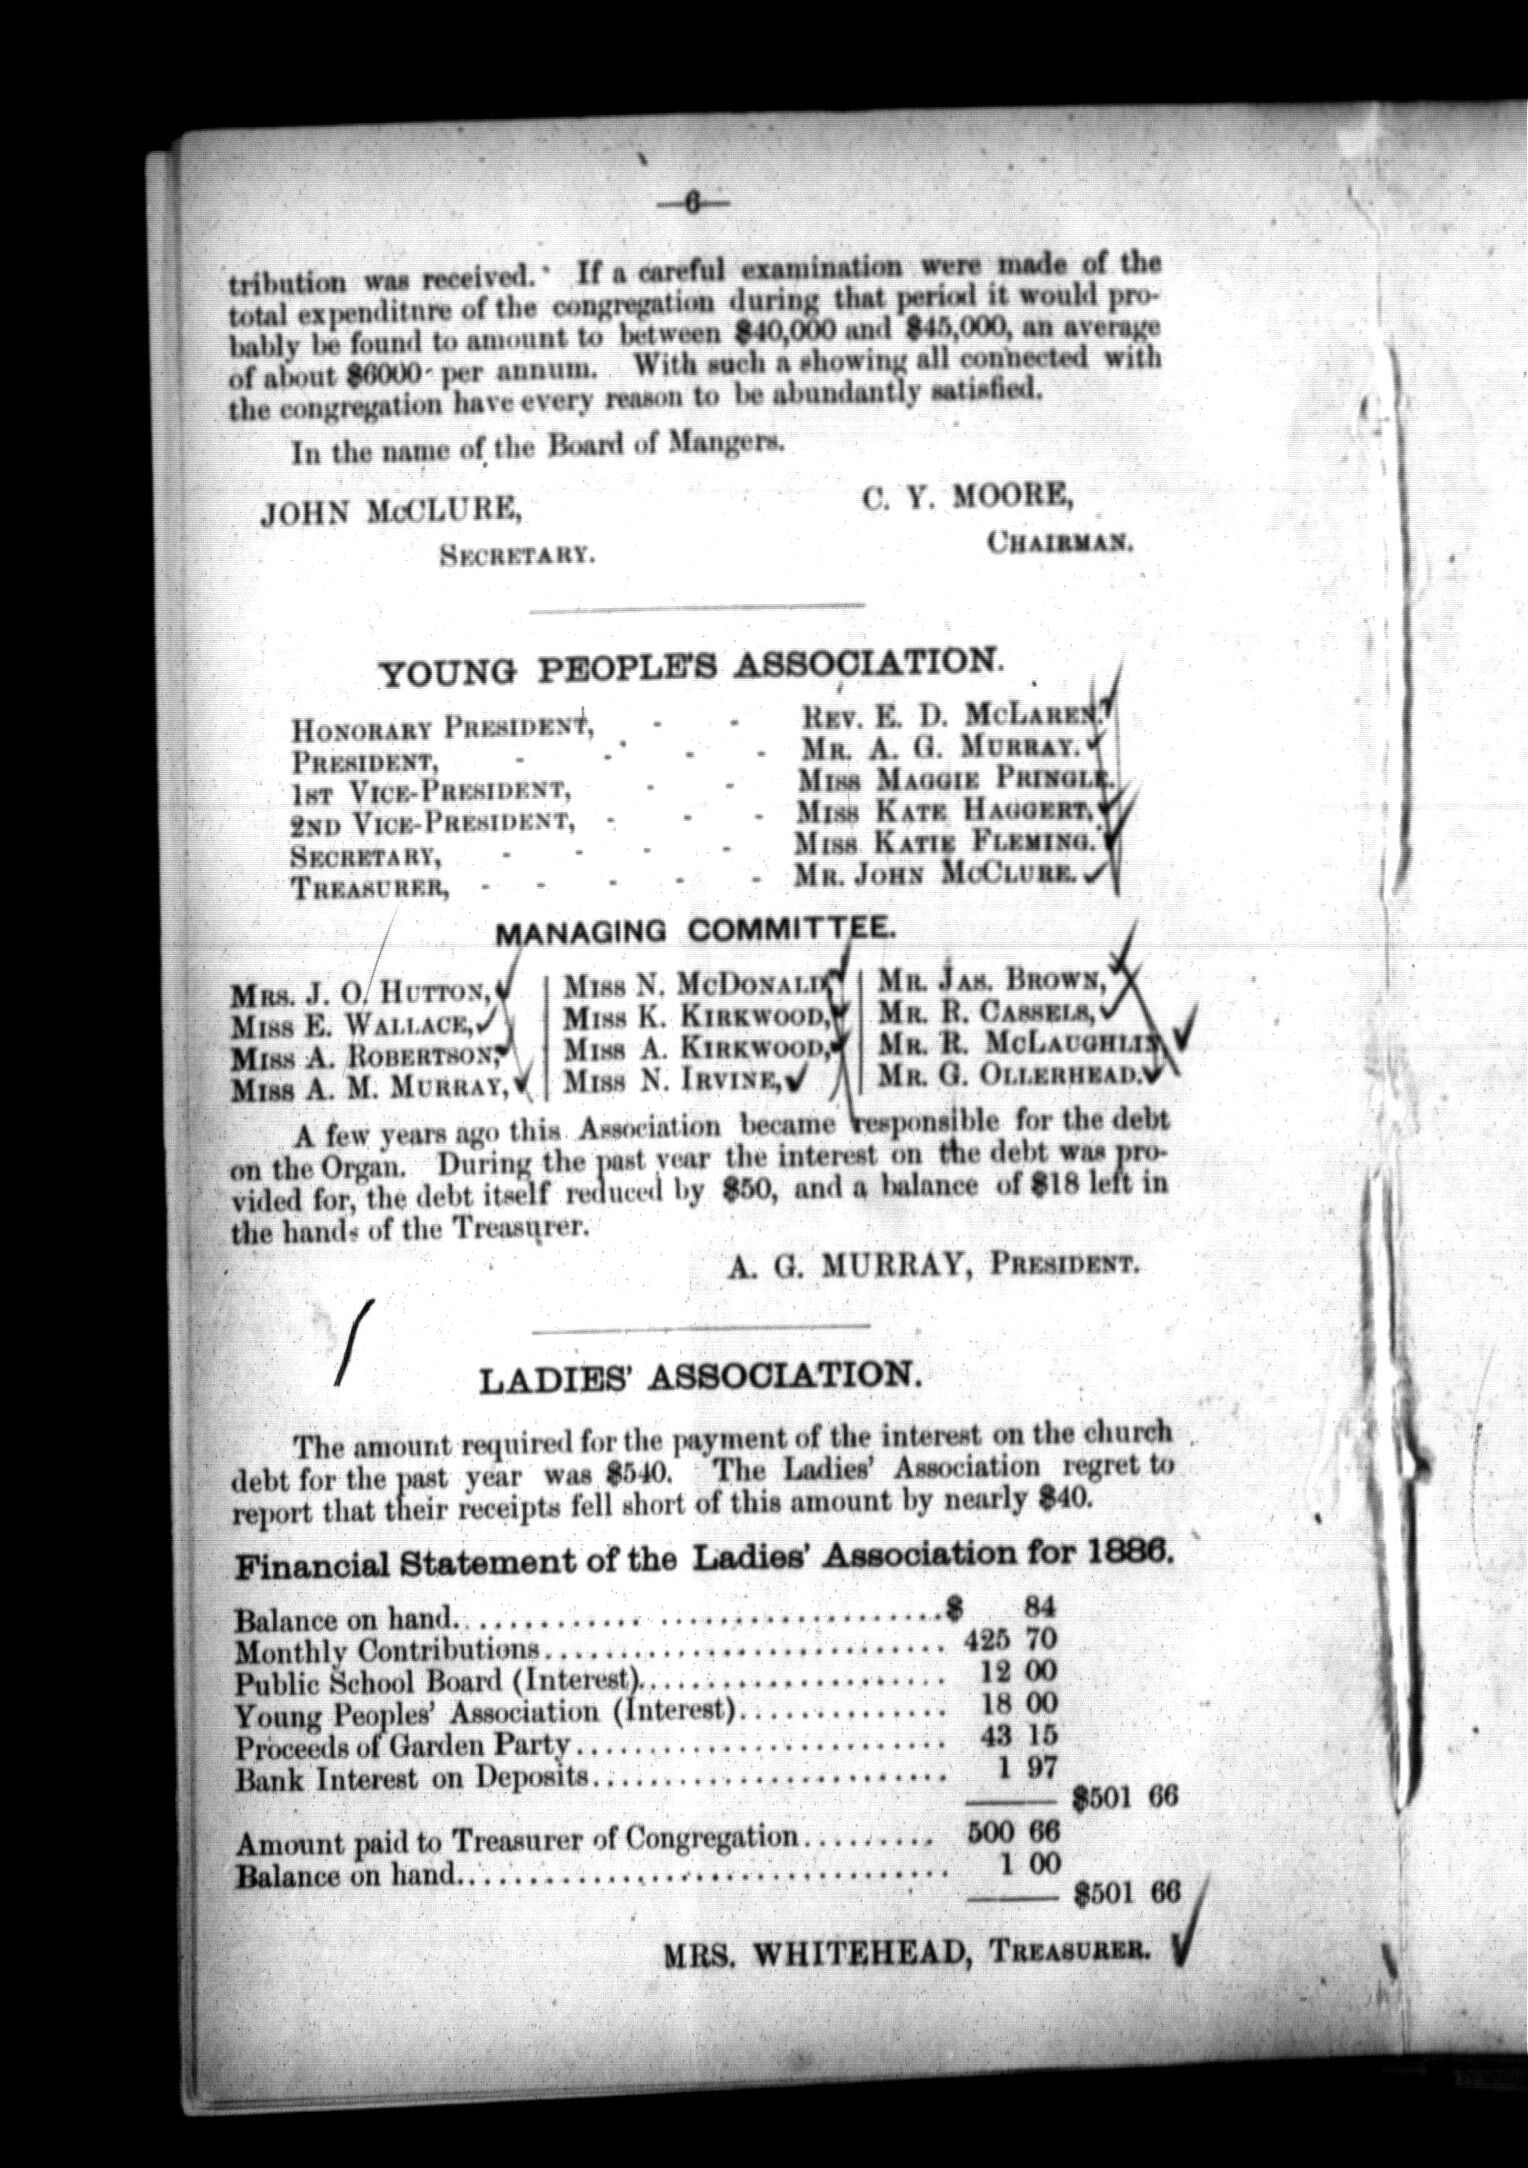 —6—
tribution was received. If a careful examination were made of the
total expenditure of the congregation during that period it would pro-
bably be found to amount to between $40,000 and $45,000, an average
of about $6000 per annum. With such a showing all connected with
the congregation have every reason to be abundantly satisfied.
In the name of the Board of Mangers.
JOHN McCLURE, C. Y. MOORE,
SECRETARY. CHAIRMAN.
YOUNG PEOPLE'S ASSOCIATION.
HONORARY PRESIDENT, - - REV. E. D. McLAREN.
PRESIDENT, - - - - MR. A. G. MURRAY.
1ST VICE-PRESIDENT, - - MISS MAGGIE PRINGLE.
2ND VICE-PRESIDENT, - - - MISS KATE HAGGERT.
SECRETARY, - - - - MISS KATIE FLEMING.
TREASURER, - - - - - MR. JOHN McCLURE.
MANAGING COMMITTEE.
MRS. J. O. HUTTON, | MISS N. McDONALD, | MR. JAS. BROWN,
MISS E. WALLACE, | MISS K. KIRKWOOD, | MR. R. CASSELS,
MISS A. ROBERTSON, | MISS A. KIRKWOOD, | MR. R. McLAUGHLIN,
MISS A. M. MURRAY, | MISS N. IRVINE, | MR. G. OLLERHEAD.
A few years ago this Association became responsible for the debt
on the Organ. During the past year the interest on the debt was pro-
vided for, the debt itself reduced by $50, and a balance of $18 left in
the hands of the Treasurer.
A. G. MURRAY, PRESIDENT.
LADIES' ASSOCIATION.
The amount required for the payment of the interest on the church
debt for the past year was $540. The Ladies' Association regret to
report that their receipts fell short of this amount by nearly $40.
Financial Statement of the Ladies' Association for 1886.
Balance on hand.................................$ 84
Monthly Contributions............................ 425 70
Public School Board (Interest)..................... 12 00
Young Peoples' Association (Interest).............. 18 00
Proceeds of Garden Party......................... 43 15
Bank Interest on Deposits........................ 1 97
——— $501 66
Amount paid to Treasurer of Congregation......... 500 66
Balance on hand.................................. 1 00
——— $501 66
MRS. WHITEHEAD, TREASURER.